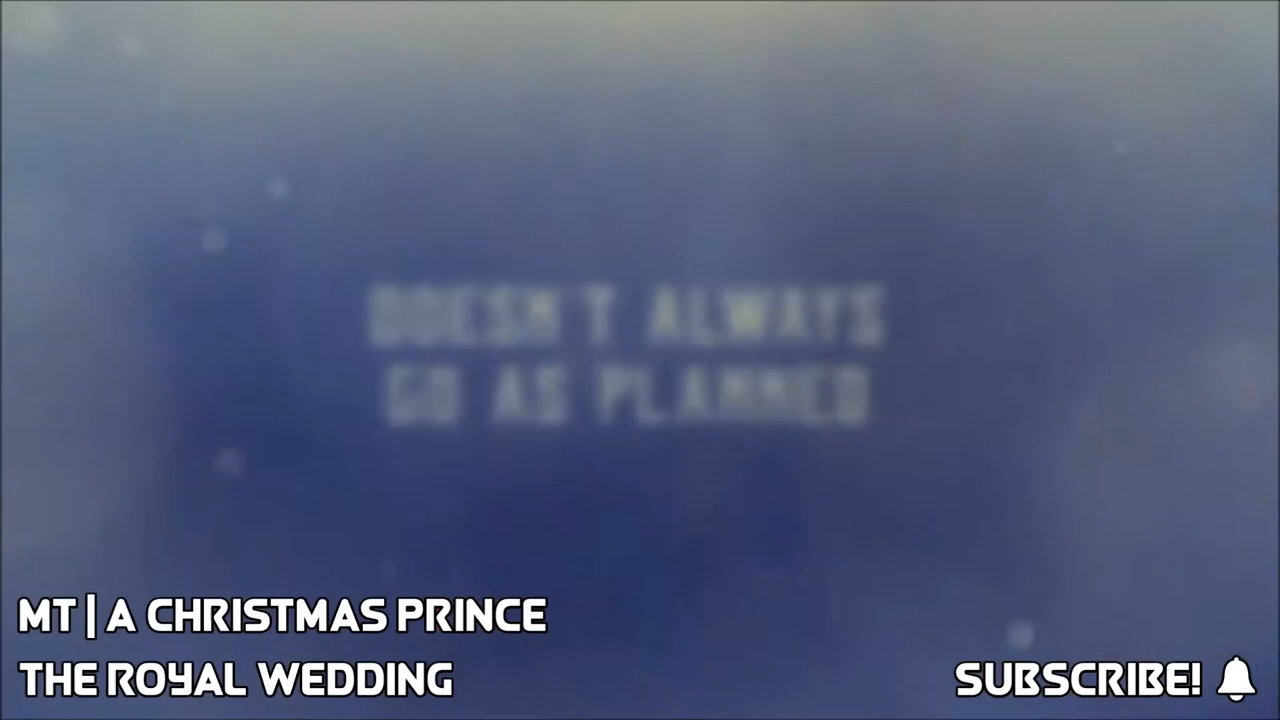 DOESN'T ALWAYS
GO AS PLANNED
MT | A CHRISTMAS PRINCE
THE ROYAL WEDDING
SUBSCRIBE!